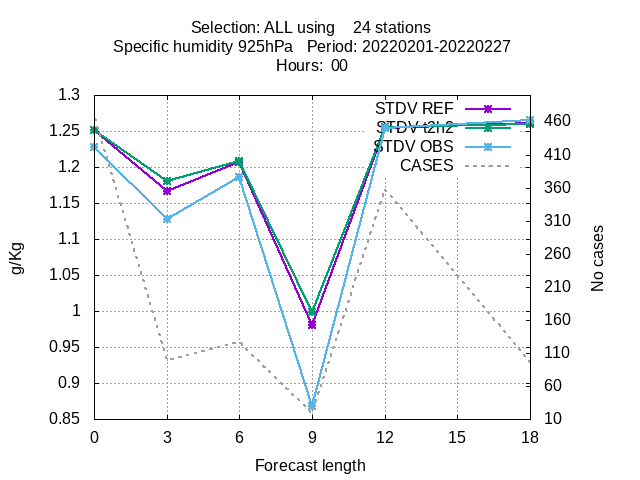 Selection: ALL using    24 stations
Specific humidity 925hPa   Period: 20220201-20220227
Hours:  00
1.3
1.25
1.2
1.15
1.1
1.05
1
0.95
0.9
0.85
g/Kg
STDV REF
STDV t2h2
STDV OBS
CASES
460
410
360
310
260
210
160
110
60
10
No cases
0 3 6 9 12 15 18
Forecast length